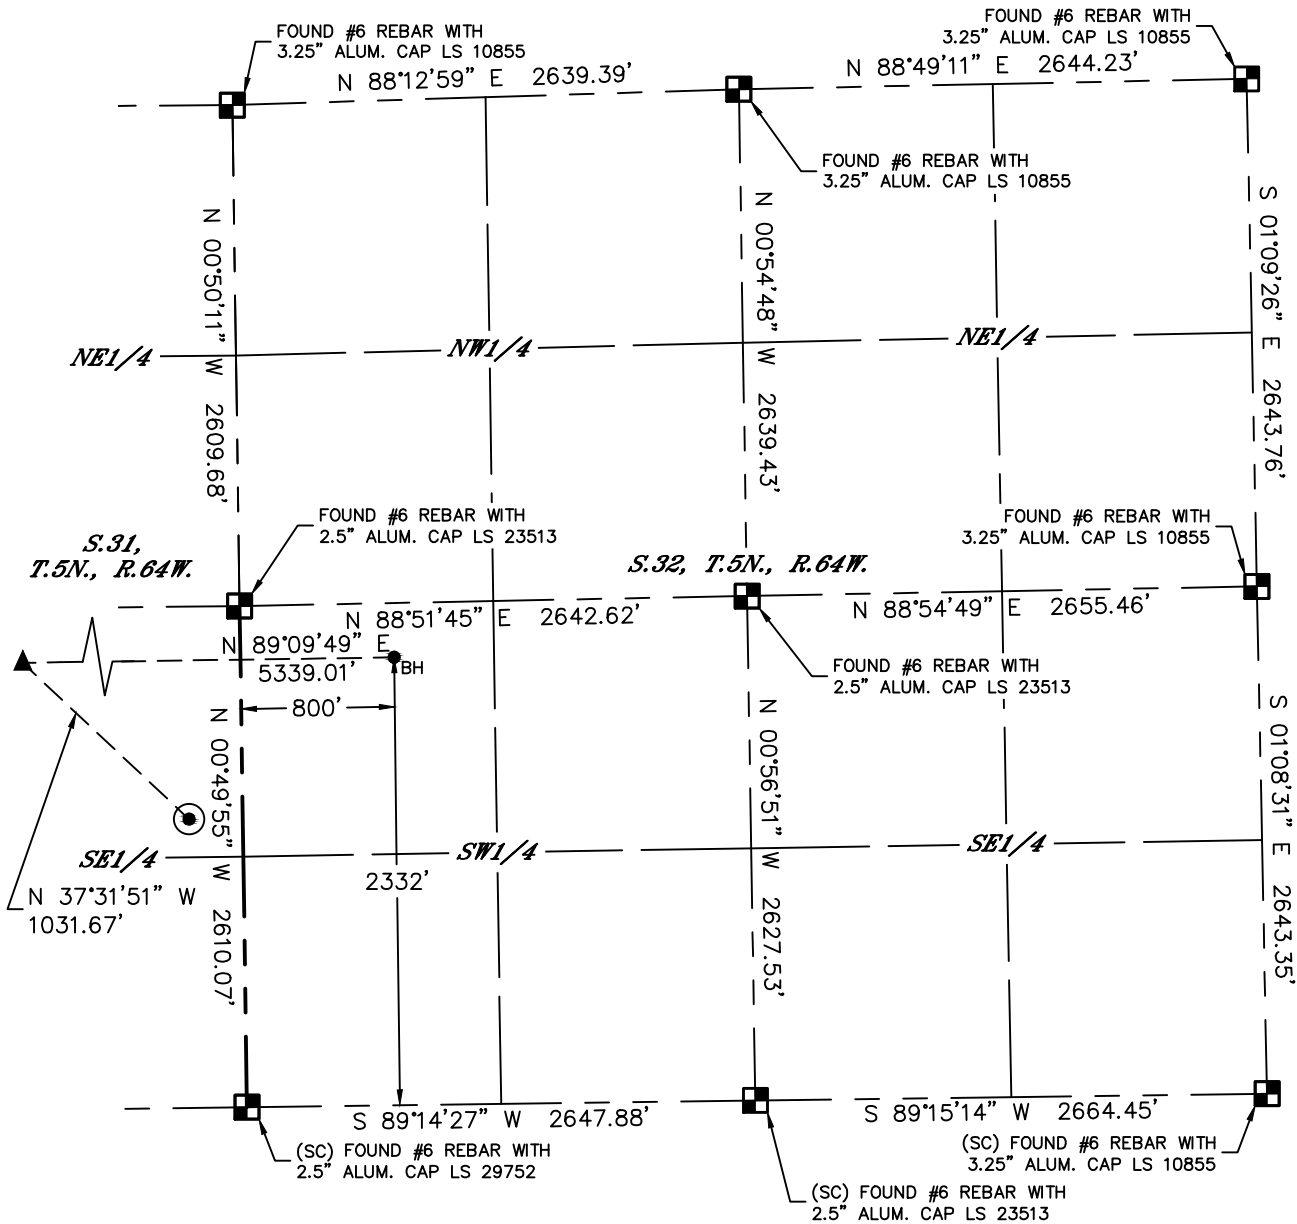 FOUND #6 REBAR WITH
3.25" ALUM. CAP LS 10855
FOUND #6 REBAR WITH
3.25" ALUM. CAP LS 10855
N 88°12'59" E 2639.39'
N 88°49'11" E 2644.23'
FOUND #6 REBAR WITH
3.25" ALUM. CAP LS 10855
N 00°50'11" W 2609.68'
N 00°54'48" W 2639.43'
S 01°09'26" E 2643.76'
NE1/4
NW1/4
NE1/4
FOUND #6 REBAR WITH
2.5" ALUM. CAP LS 23513
FOUND #6 REBAR WITH
3.25" ALUM. CAP LS 10855
S.31,
T.5N., R.64W.
S.32, T.5N., R.64W.
N 88°51'45" E 2642.62'
N 88°54'49" E 2655.46'
N 89°09'49" E
5339.01'
BH
FOUND #6 REBAR WITH
2.5" ALUM. CAP LS 23513
800'
N 00°49'55" W 2610.07'
N 00°56'51" W 2627.53'
S 01°08'31" E 2643.35'
SE1/4
SW1/4
SE1/4
2332'
N 37°31'51" W
1031.67'
S 89°14'27" W 2647.88'
S 89°15'14" W 2664.45'
(SC) FOUND #6 REBAR WITH
2.5" ALUM. CAP LS 29752
(SC) FOUND #6 REBAR WITH
3.25" ALUM. CAP LS 10855
(SC) FOUND #6 REBAR WITH
2.5" ALUM. CAP LS 23513